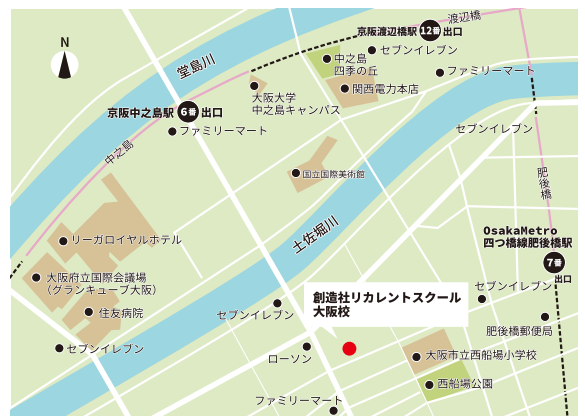 N
堂島川
京阪渡辺橋駅 12番 出口
渡辺橋
セブンイレブン
中之島
四季の丘
ファミリーマート
関西電力本店
大阪大学
中之島キャンパス
京阪中之島駅 6番 出口
ファミリーマート
セブンイレブン
中之島
国立国際美術館
肥後橋
土佐堀川
OsakaMetro
四つ橋線肥後橋駅
7番
出口
リーガロイヤルホテル
大阪府立国際会議場
（グランキューブ大阪）
住友病院
セブンイレブン
セブンイレブン
創造社リカレントスクール
大阪校
セブンイレブン
肥後橋郵便局
ローソン
大阪市立西船場小学校
西船場公園
ファミリーマート